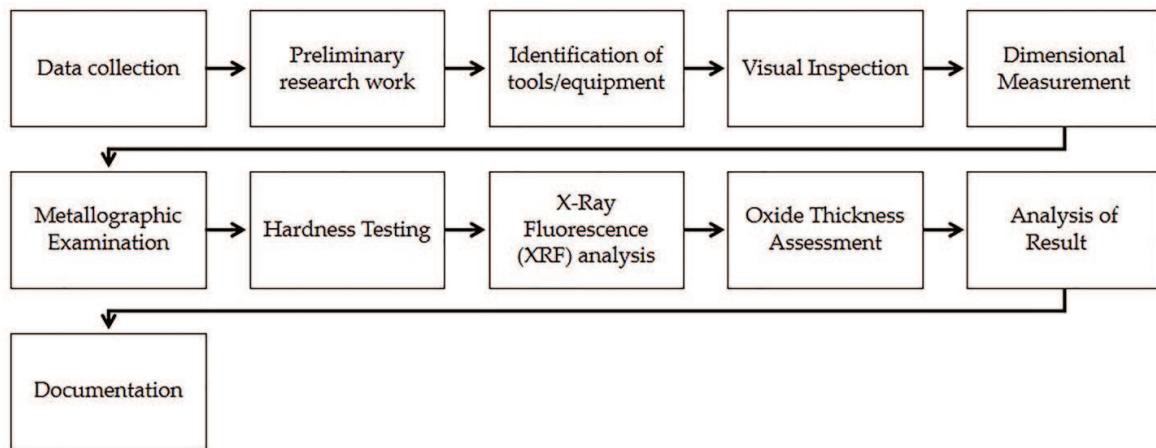 Data collection
Preliminary
research work
Identification of
tools/equipment
Visual Inspection
Dimensional
Measurement
Metallographic
Examination
Hardness Testing
X-Ray
Fluorescence
(XRF) analysis
Oxide Thickness
Assessment
Analysis of
Result
Documentation